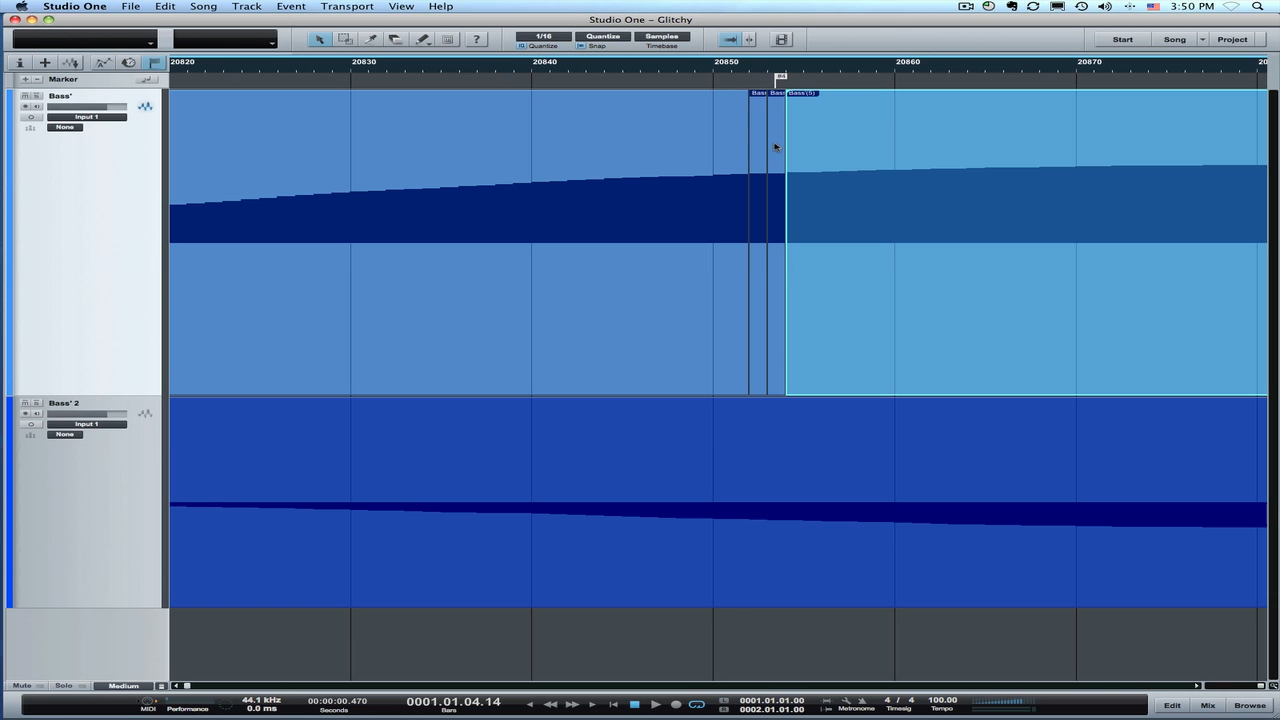 Studio One File Edit Song Track Event Transport View Help 3:50 PM
Studio One – Glitchy
1/16 Quantize Samples
Quantize Snap Timebase
Start Song Project
20820 20830 20840 20850 20860 20870
Marker
Bass'
Input 1
None
Bass'(5)
Bass' 2
Input 1
None
Mute Solo Medium
MIDI Performance
44.1 kHz
0.0 ms
00:00:00.470
Seconds
0001.01.04.14
Bars
L 0001.01.01.00
R 0002.01.01.00
Metronome
4 / 4
Timesig
100.00
Tempo
Edit Mix Browse